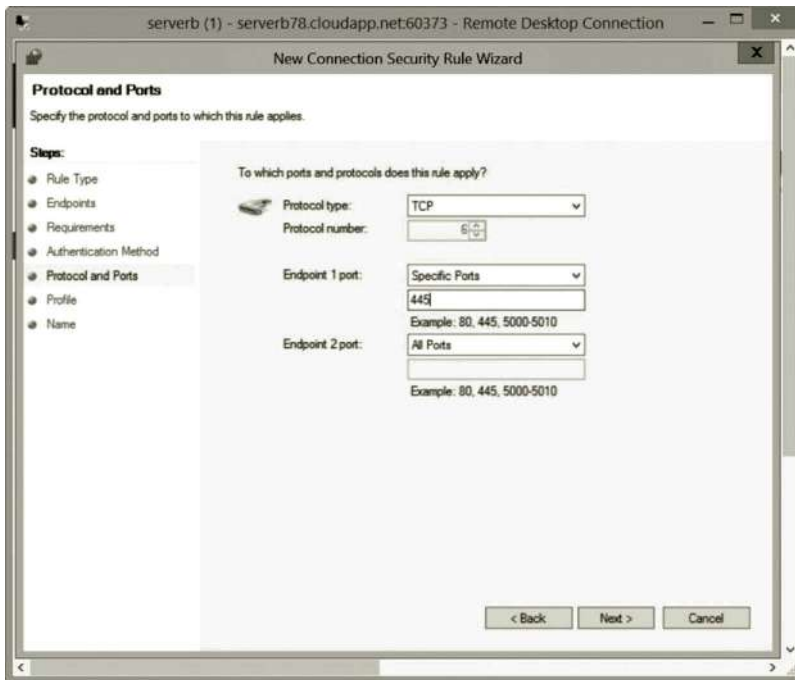 serverb (1) - serverb78.cloudapp.net:60373 - Remote Desktop Connection
New Connection Security Rule Wizard
Protocol and Ports
Specify the protocol and ports to which this rule applies.
Steps:
Rule Type
Endpoints
Requirements
Authentication Method
Protocol and Ports
Profile
Name
To which ports and protocols does this rule apply?
Protocol type: TCP
Protocol number: 6
Endpoint 1 port: Specific Ports
445
Example: 80, 445, 5000-5010
Endpoint 2 port: All Ports
Example: 80, 445, 5000-5010
< Back Next > Cancel